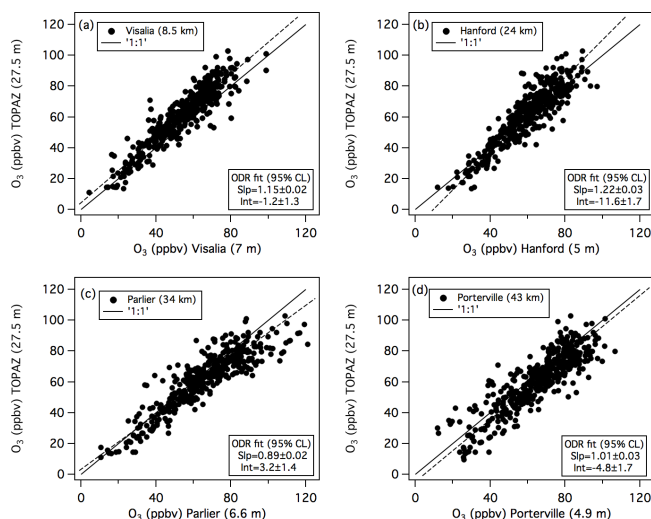 (a)
Visalia (8.5 km)
'1:1'
O3 (ppbv) TOPAZ (27.5 m)
120
100
80
60
40
20
0
ODR fit (95% CL)
Slp=1.15±0.02
Int=-1.2±1.3
0 40 80 120
O3 (ppbv) Visalia (7 m)
(b)
Hanford (24 km)
'1:1'
O3 (ppbv) TOPAZ (27.5 m)
120
100
80
60
40
20
0
ODR fit (95% CL)
Slp=1.22±0.03
Int=-11.6±1.7
0 40 80 120
O3 (ppbv) Hanford (5 m)
(c)
Parlier (34 km)
'1:1'
O3 (ppbv) TOPAZ (27.5 m)
120
100
80
60
40
20
0
ODR fit (95% CL)
Slp=0.89±0.02
Int=3.2±1.4
0 40 80 120
O3 (ppbv) Parlier (6.6 m)
(d)
Porterville (43 km)
'1:1'
O3 (ppbv) TOPAZ (27.5 m)
120
100
80
60
40
20
0
ODR fit (95% CL)
Slp=1.01±0.03
Int=-4.8±1.7
0 40 80 120
O3 (ppbv) Porterville (4.9 m)